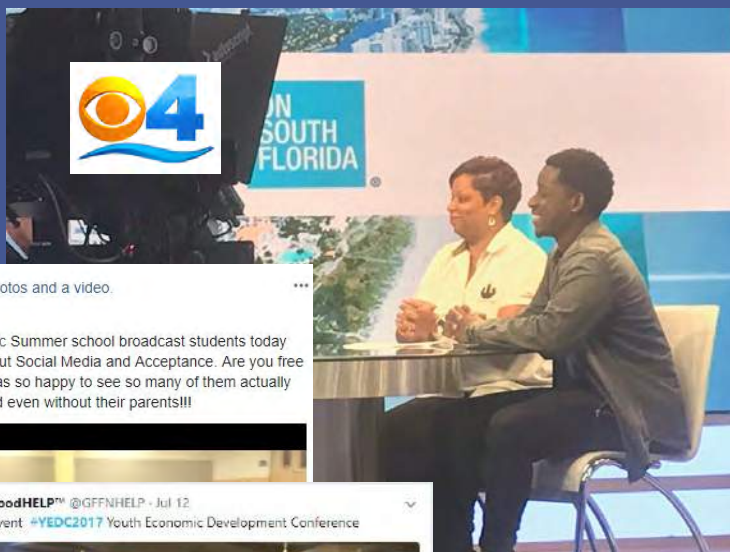 4
ON
SOUTH
FLORIDA
otos and a video.
c Summer school broadcast students today
ut Social Media and Acceptance. Are you free
as so happy to see so many of them actually
d even without their parents!!!
oodHELP™ @GFFNHELP · Jul 12
vent #YEDC2017 Youth Economic Development Conference